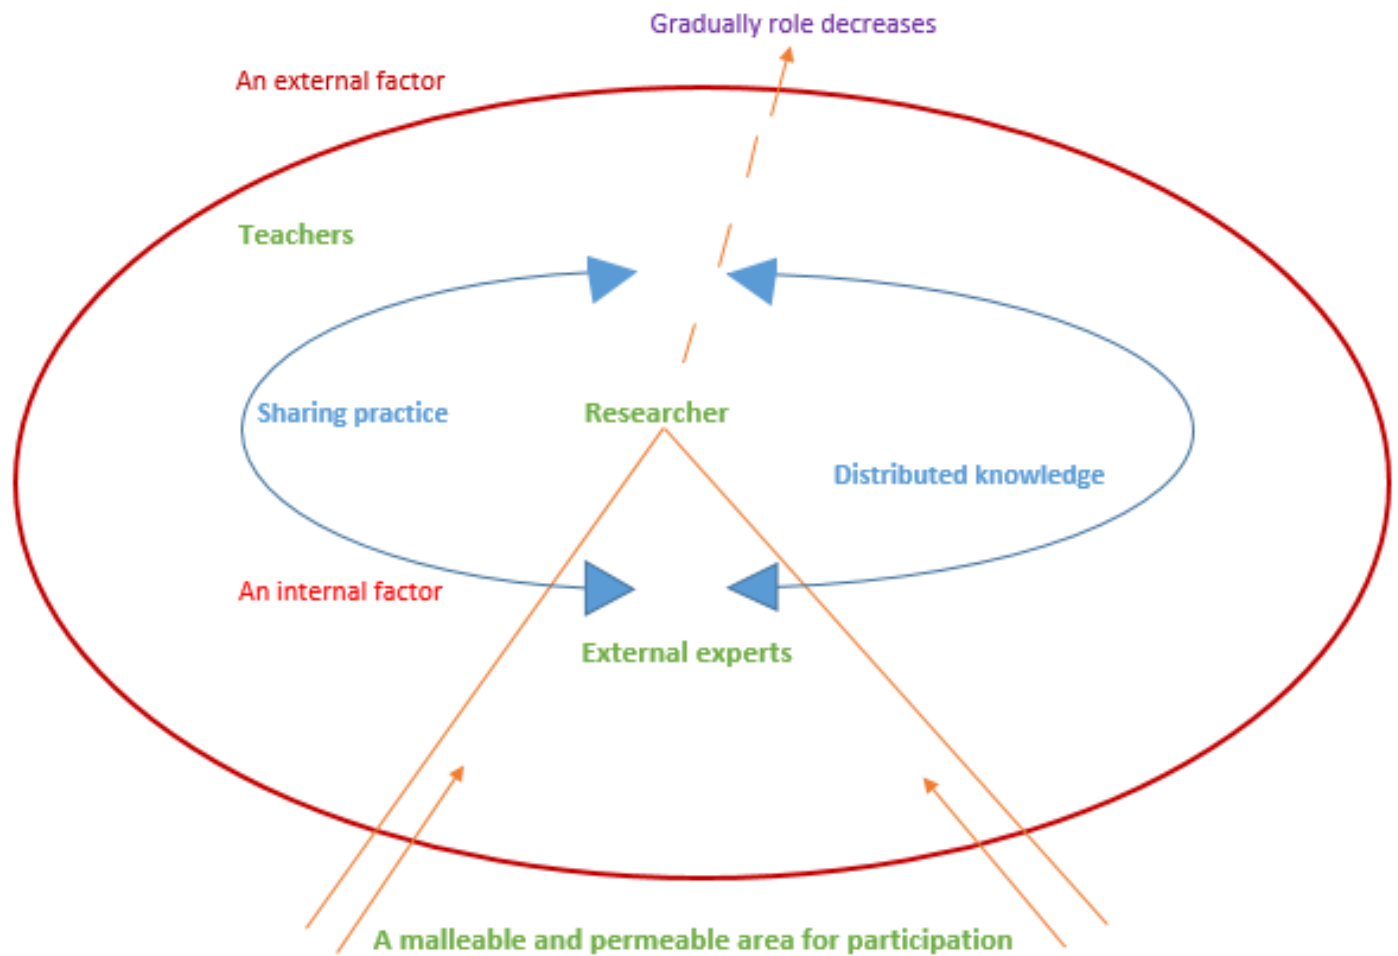 Gradually role decreases
An external factor
Teachers
Sharing practice
Researcher
Distributed knowledge
An internal factor
External experts
A malleable and permeable area for participation